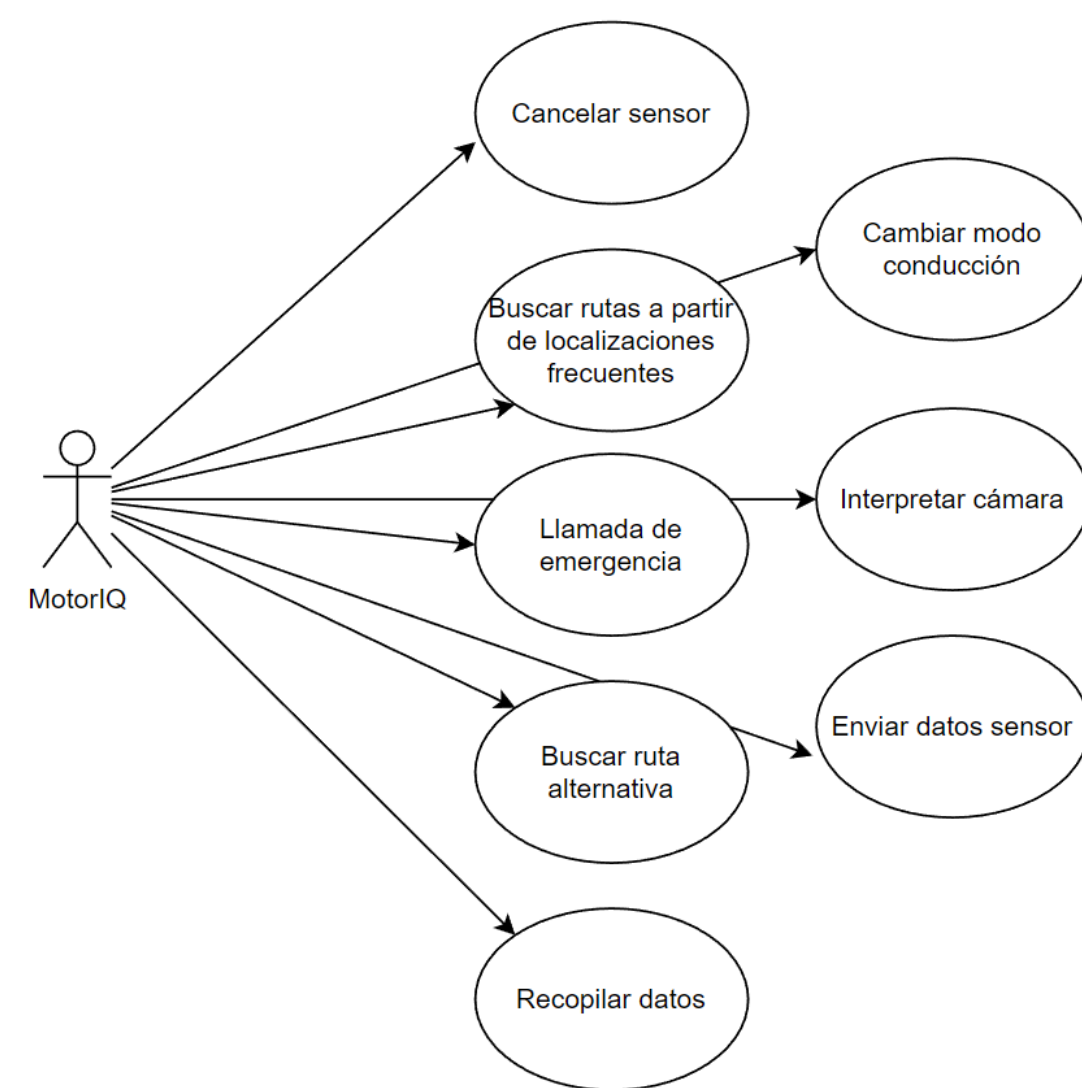 Cancelar sensor
Cambiar modo
conducción
Buscar rutas a partir
de localizaciones
frecuentes
Interpretar cámara
Llamada de
emergencia
MotorIQ
Enviar datos sensor
Buscar ruta
alternativa
Recopilar datos